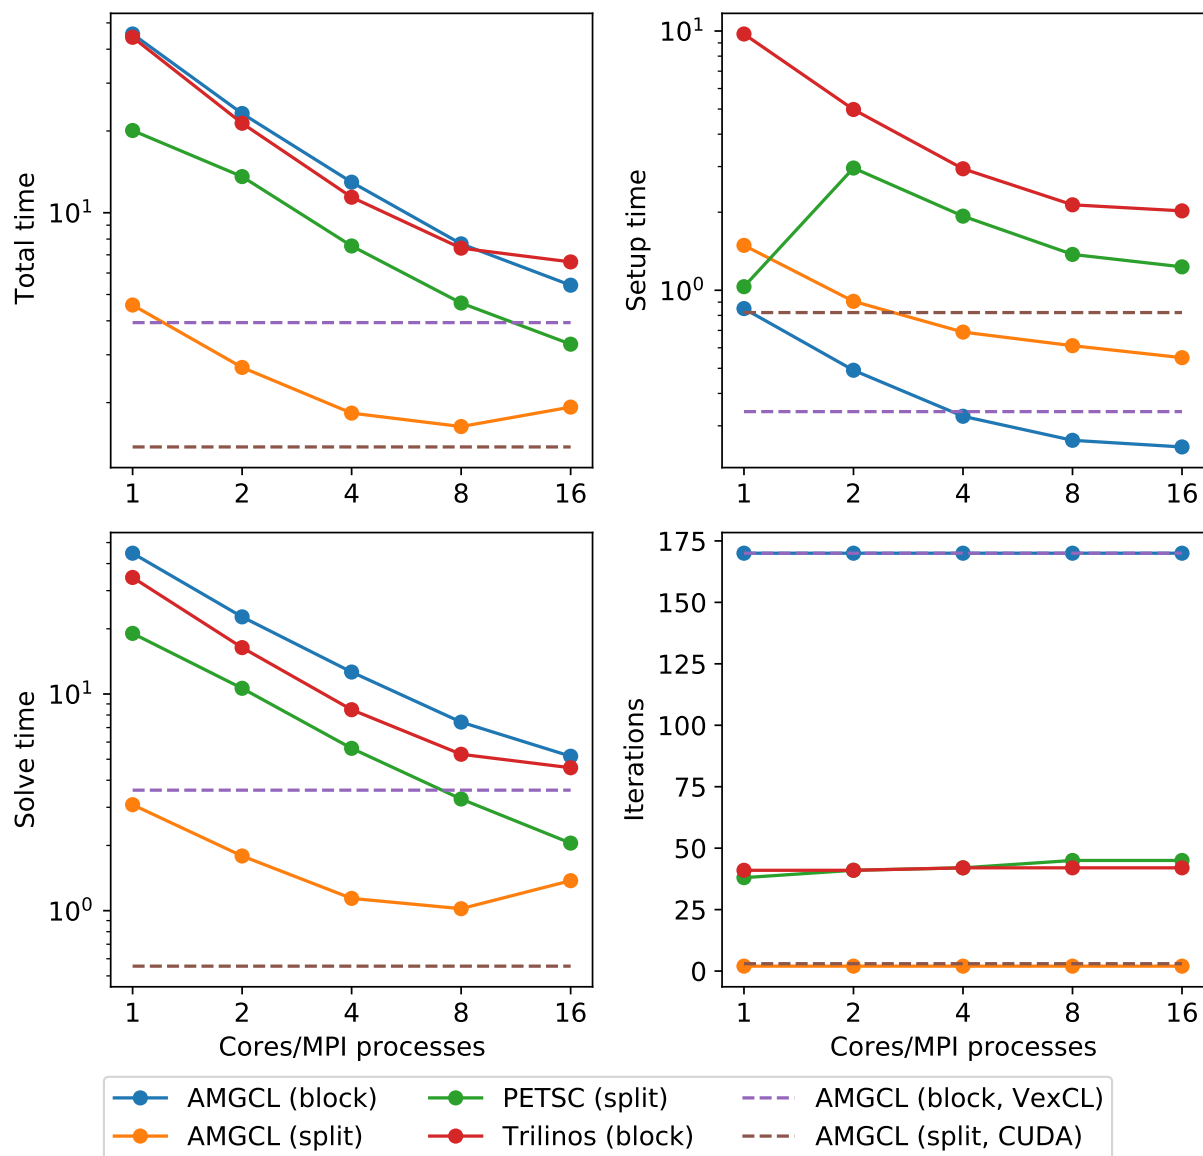 Total time
10¹
1 2 4 8 16
Setup time
10¹
10⁰
1 2 4 8 16
Solve time
10¹
10⁰
1 2 4 8 16
Cores/MPI processes
Iterations
175
150
125
100
75
50
25
0
1 2 4 8 16
Cores/MPI processes
AMGCL (block) PETSC (split) AMGCL (block, VexCL)
AMGCL (split) Trilinos (block) AMGCL (split, CUDA)